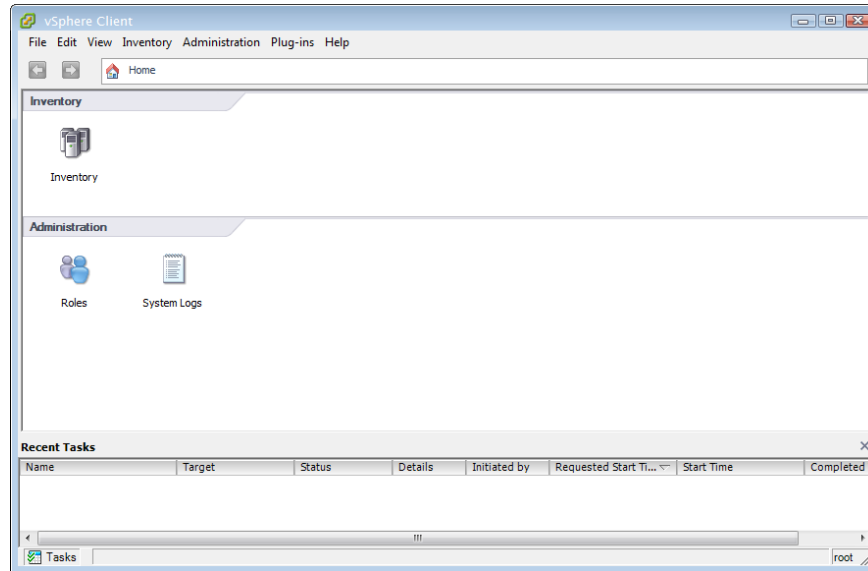 vSphere Client
File Edit View Inventory Administration Plug-ins Help
Home
Inventory
Inventory
Administration
Roles System Logs
Recent Tasks
Name Target Status Details Initiated by Requested Start Ti... Start Time Completed
Tasks root